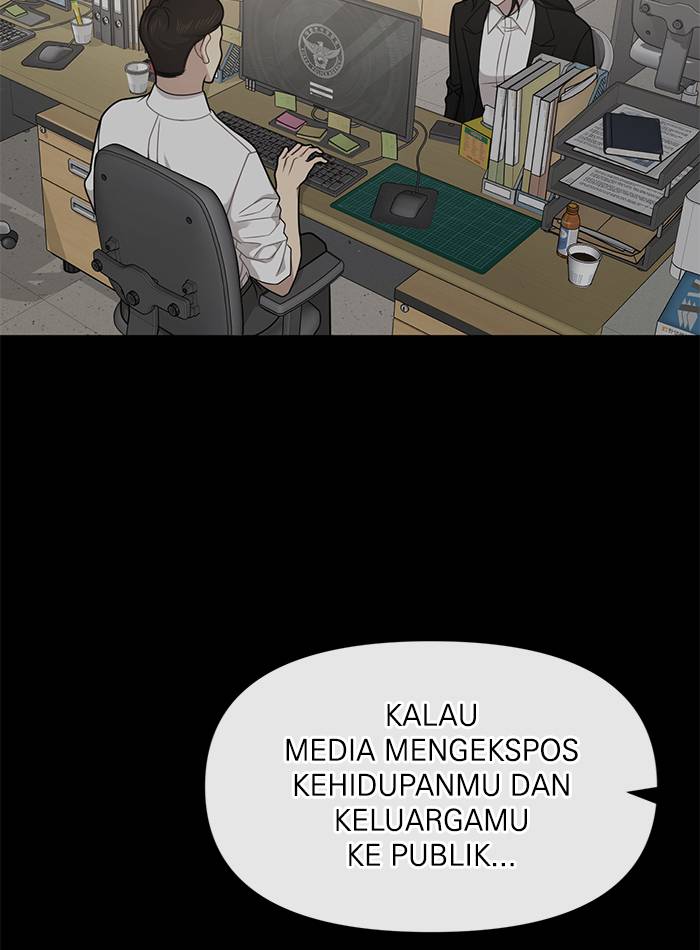 KALAU
MEDIA MENGEKSPOS
KEHIDUPANMU DAN
KELUARGAMU
KE PUBLIK...